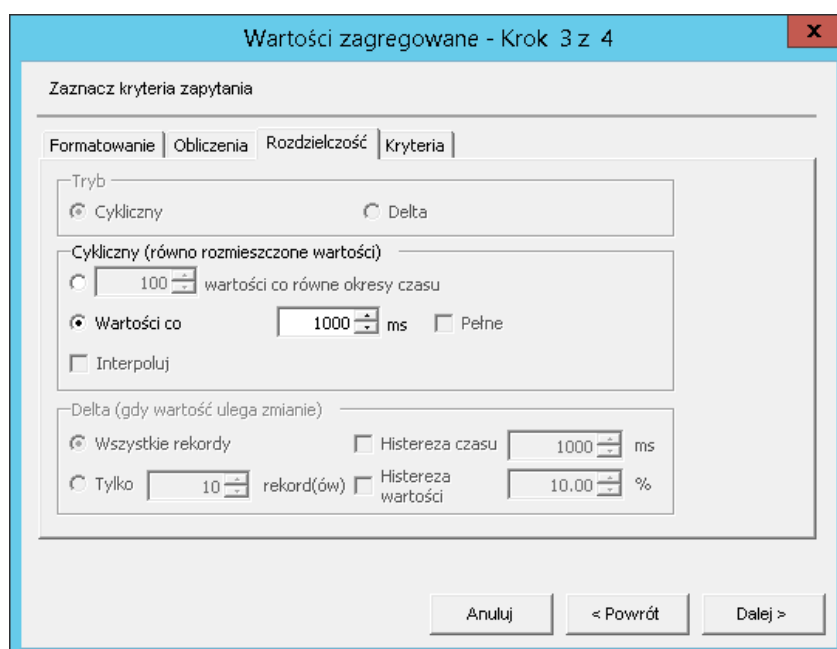 Wartości zagregowane - Krok 3 z 4
x
Zaznacz kryteria zapytania
Formatowanie Obliczenia Rozdzielczość Kryteria
Tryb
Cykliczny Delta
Cykliczny (równo rozmieszczone wartości)
100 wartości co równe okresy czasu
Wartości co 1000 ms Pełne
Interpoluj
Delta (gdy wartość ulega zmianie)
Wszystkie rekordy Histereza czasu 1000 ms
Tylko 10 rekord(ów) Histereza wartości 10.00 %
Anuluj < Powrót Dalej >